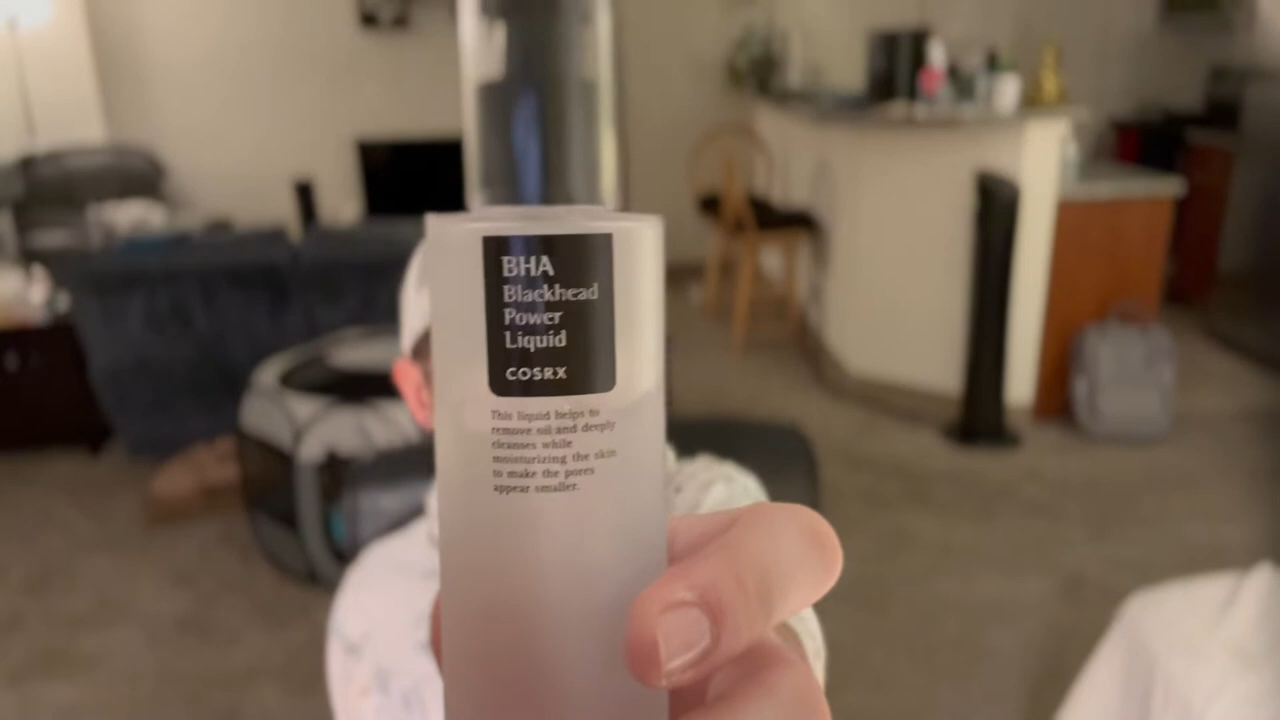 BHA
Blackhead
Power
Liquid
COSRX
This liquid helps to
remove oil and deeply
cleanses while
moisturizing the skin
to make the pores
appear smaller.